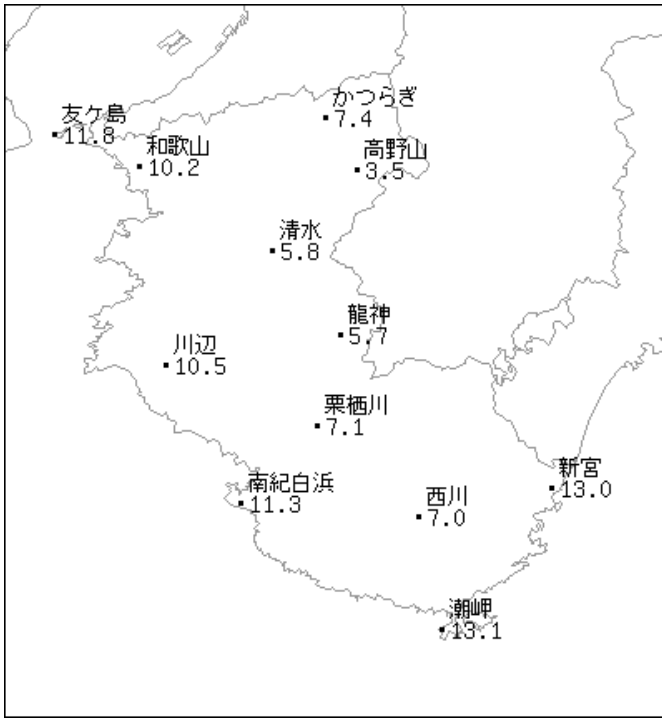 かつらぎ
7.4
友ケ島
11.8
和歌山
10.2
高野山
3.5
清水
5.8
龍神
5.7
川辺
10.5
栗栖川
7.1
新宮
13.0
南紀白浜
11.3
西川
7.0
潮岬
13.1